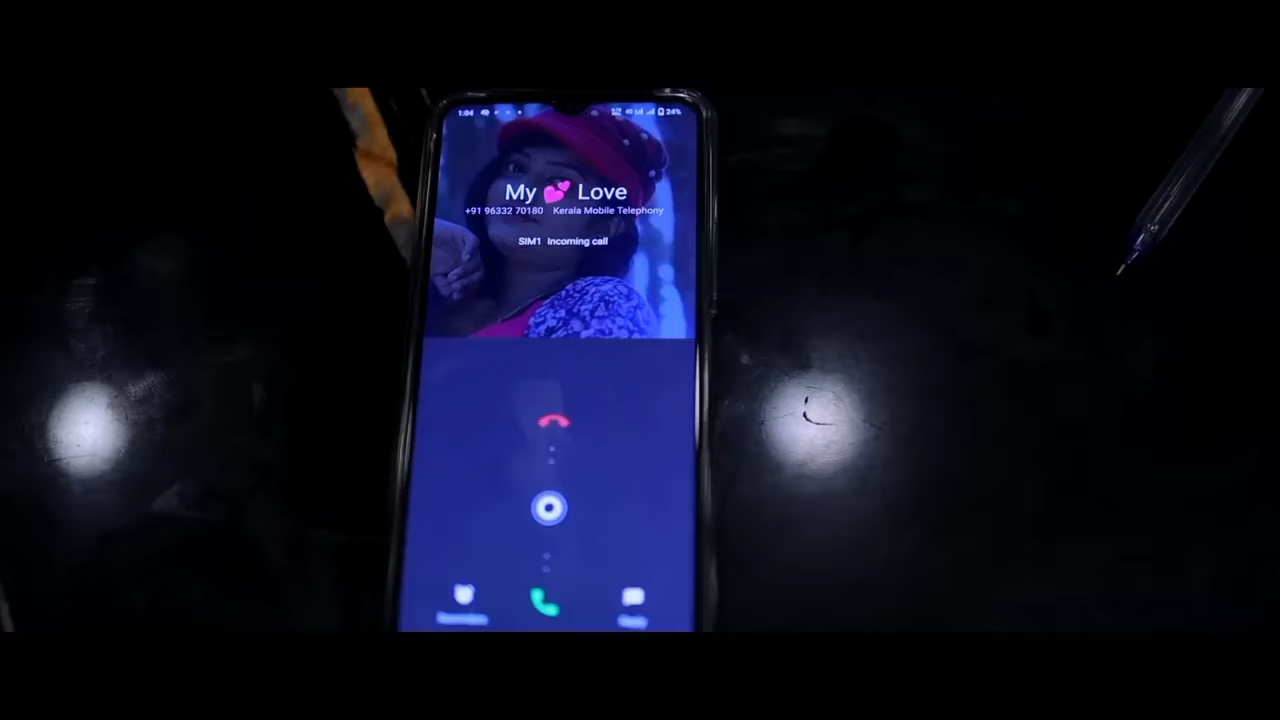 1:04 24%
My 💕 Love
+91 96332 70180 Kerala Mobile Telephony
SIM1 Incoming call